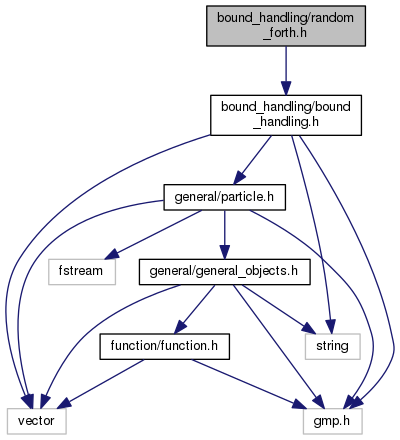 bound_handling/random
_forth.h
bound_handling/bound
_handling.h
general/particle.h
fstream
general/general_objects.h
function/function.h
string
vector
gmp.h